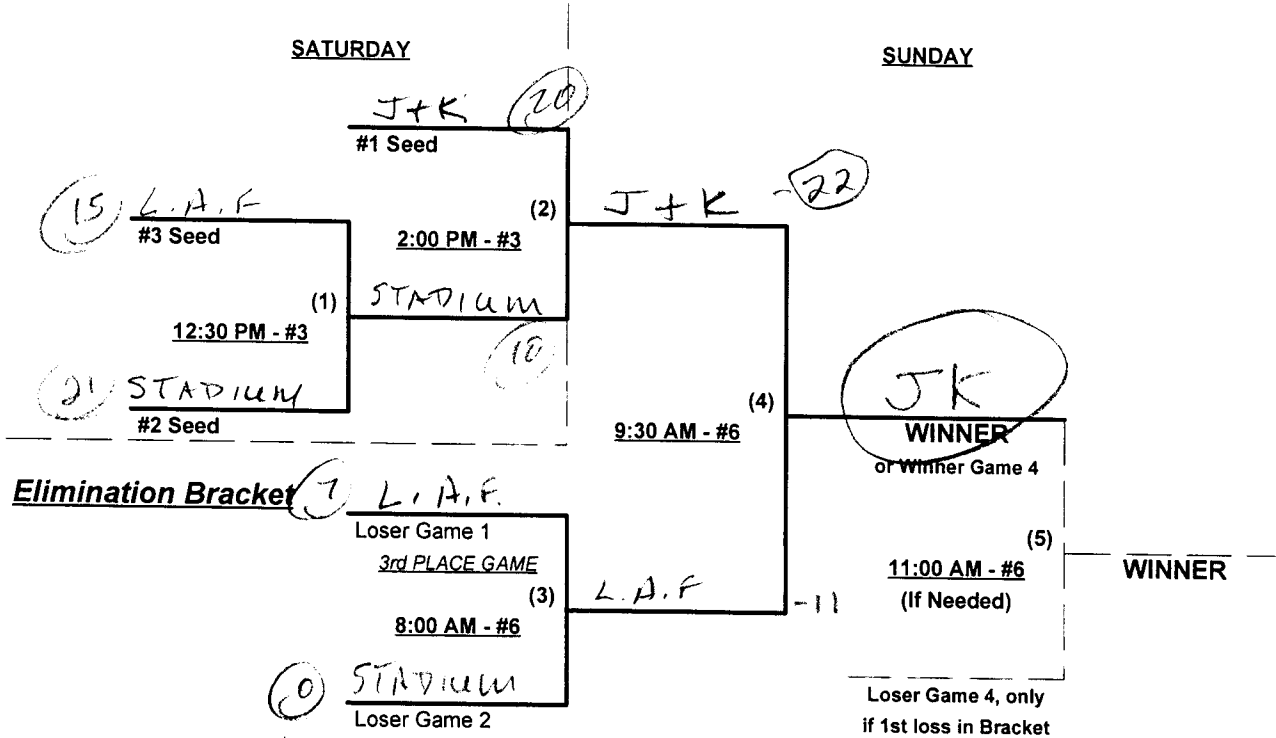 SATURDAY
SUNDAY
J+K 20
#1 Seed
(2)
2:00 PM - #3
15 L.A.F
#3 Seed
J+K -22
(1)
12:30 PM - #3
STADIUM
10
21 STADIUM
#2 Seed
(4)
9:30 AM - #6
JK
WINNER
or Winner Game 4
Elimination Bracket
7 L.A.F.
Loser Game 1
3rd PLACE GAME
(3)
8:00 AM - #6
L.A.F -11
(5)
11:00 AM - #6
(If Needed)
WINNER
0 STADIUM
Loser Game 2
Loser Game 4, only
if 1st loss in Bracket